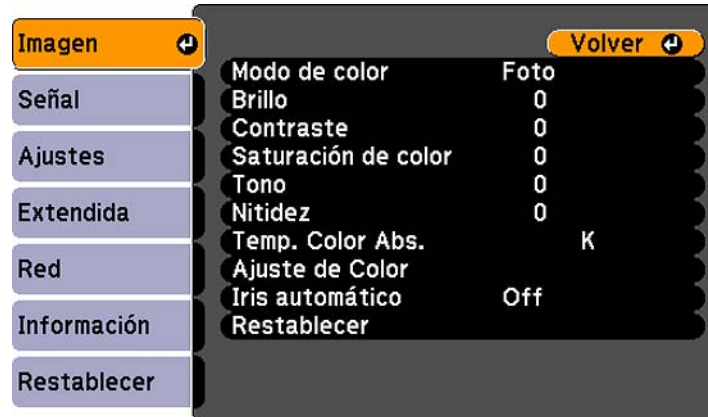 Imagen
Señal
Ajustes
Extendida
Red
Información
Restablecer
Volver
Modo de color Foto
Brillo 0
Contraste 0
Saturación de color 0
Tono 0
Nitidez 0
Temp. Color Abs. K
Ajuste de Color
Iris automático Off
Restablecer